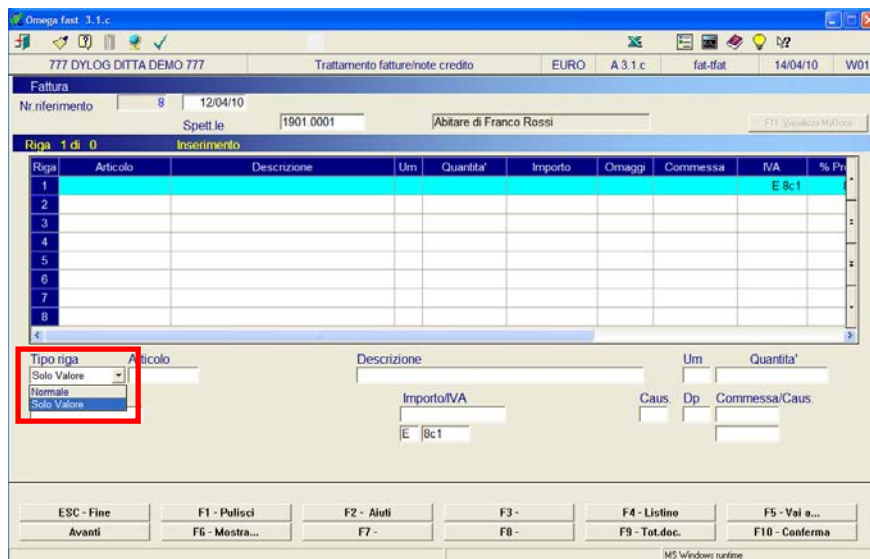 Omega fast 3.1.c
777 DYLOG DITTA DEMO 777 Trattamento fatture/note credito EURO A 3.1.c fat-tfat 14/04/10 W01
Fattura
Nr.riferimento 8 12/04/10
Spett.le 1901.0001 Abitare di Franco Rossi F11 -Visualizza MyDocs
Riga 1 di 0 Inserimento
Riga Articolo Descrizione Um Quantita' Importo Omaggi Commessa IVA % Pr
1 E 8c1
2
3
4
5
6
7
8
Tipo riga Articolo Descrizione Um Quantita'
Solo Valore
Normale
Solo Valore
Importo/IVA Caus. Dp Commessa/Caus.
E 8c1
ESC - Fine F1 - Pulisci F2 - Aiuti F3 - F4 - Listino F5 - Vai a...
Avanti F6 - Mostra... F7 - F8 - F9 - Tot.doc. F10 - Conferma
MS Windows runtime